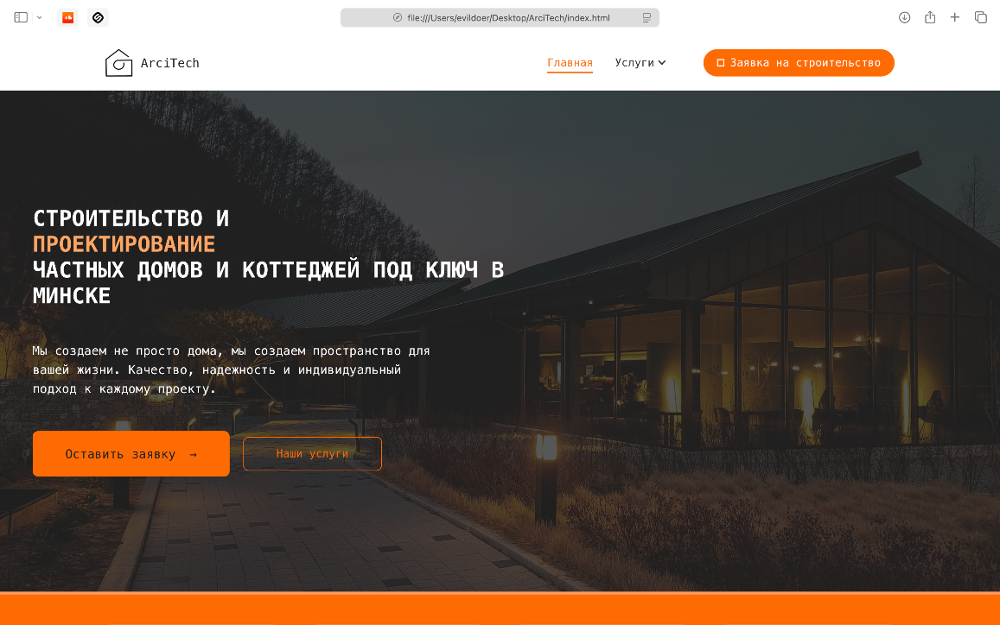 file:///Users/evildoer/Desktop/ArciTech/index.html
ArciTech
Главная
Услуги
Заявка на строительство
СТРОИТЕЛЬСТВО И
ПРОЕКТИРОВАНИЕ
ЧАСТНЫХ ДОМОВ И КОТТЕДЖЕЙ ПОД КЛЮЧ В
МИНСКЕ
Мы создаем не просто дома, мы создаем пространство для
вашей жизни. Качество, надежность и индивидуальный
подход к каждому проекту.
Оставить заявку →
Наши услуги